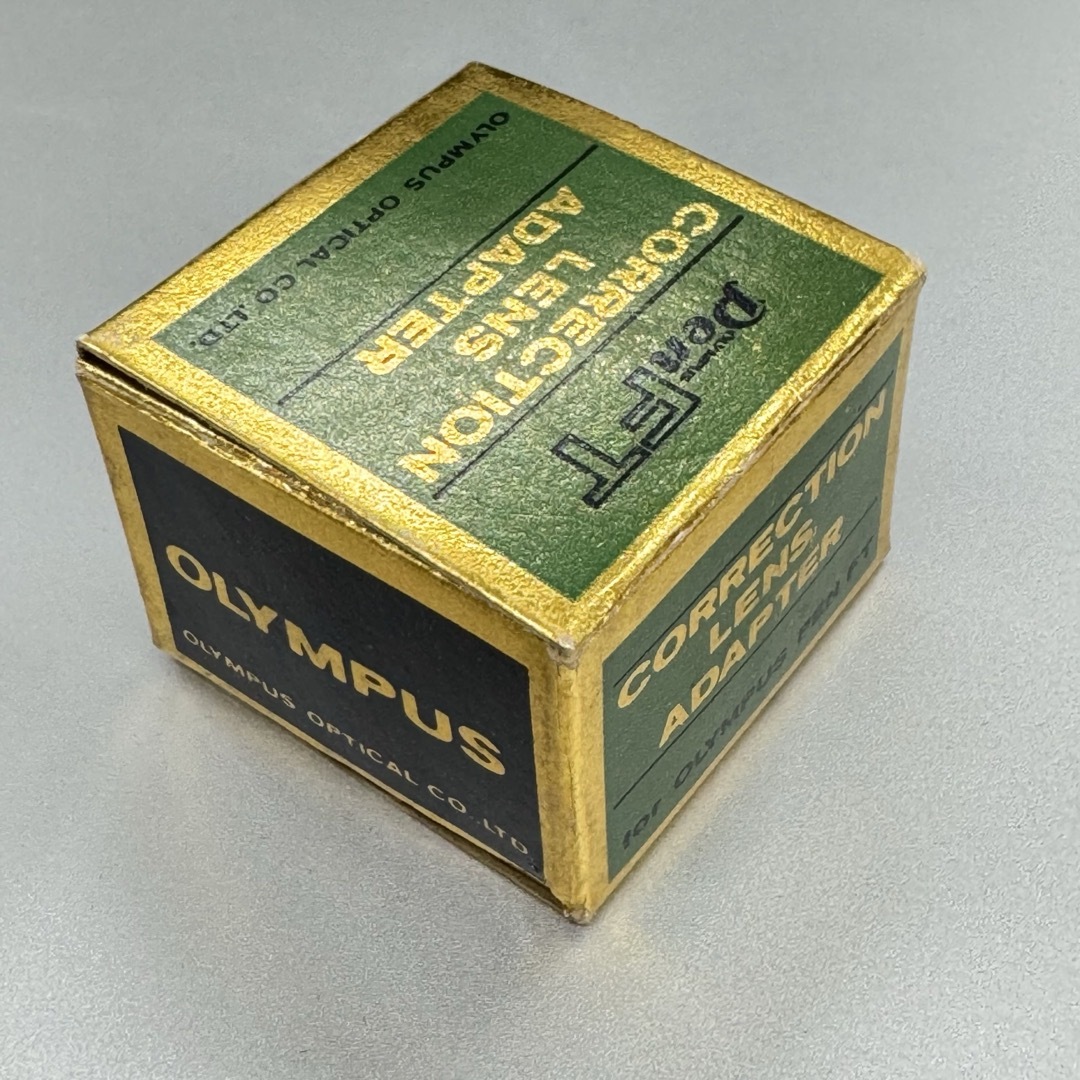 Pen FT
CORRECTION
LENS
ADAPTER
OLYMPUS OPTICAL CO.,LTD.
OLYMPUS
OLYMPUS OPTICAL CO.,LTD.
CORRECTION
LENS
ADAPTER
for OLYMPUS PEN FT